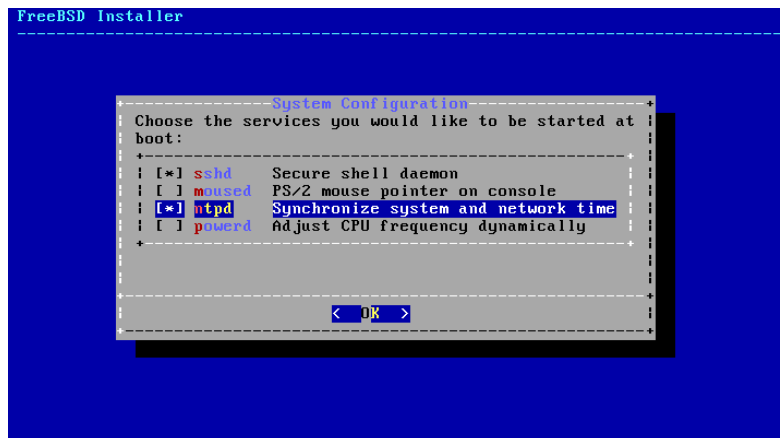 FreeBSD Installer
System Configuration
Choose the services you would like to be started at
boot:
[*] sshd Secure shell daemon
[ ] moused PS/2 mouse pointer on console
[*] ntpd Synchronize system and network time
[ ] powerd Adjust CPU frequency dynamically
< OK >